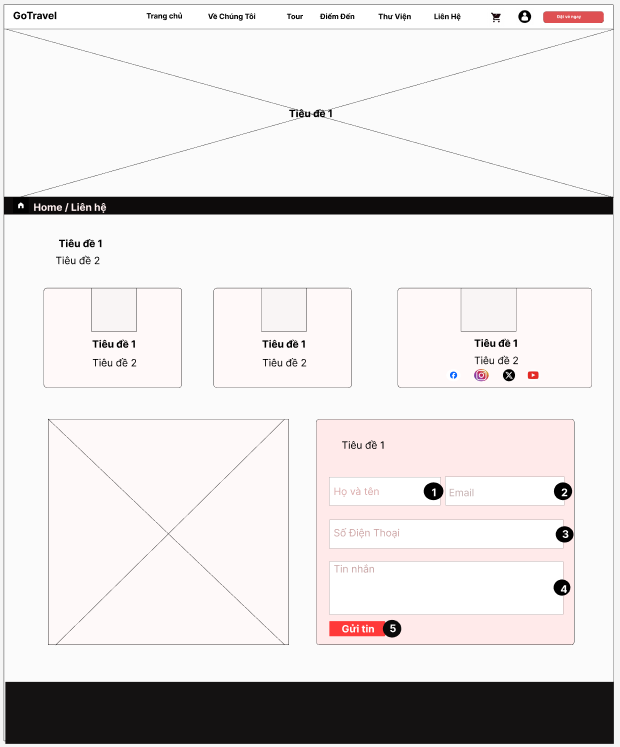 GoTravel
Trang chủ
Về Chúng Tôi
Tour
Điểm Đến
Thư Viện
Liên Hệ
Đặt vé ngay
Tiêu đề 1
Home / Liên hệ
Tiêu đề 1
Tiêu đề 2
Tiêu đề 1
Tiêu đề 2
Tiêu đề 1
Tiêu đề 2
Tiêu đề 1
Tiêu đề 2
Tiêu đề 1
Họ và tên
1
Email
2
Số Điện Thoại
3
Tin nhắn
4
Gửi tin
5